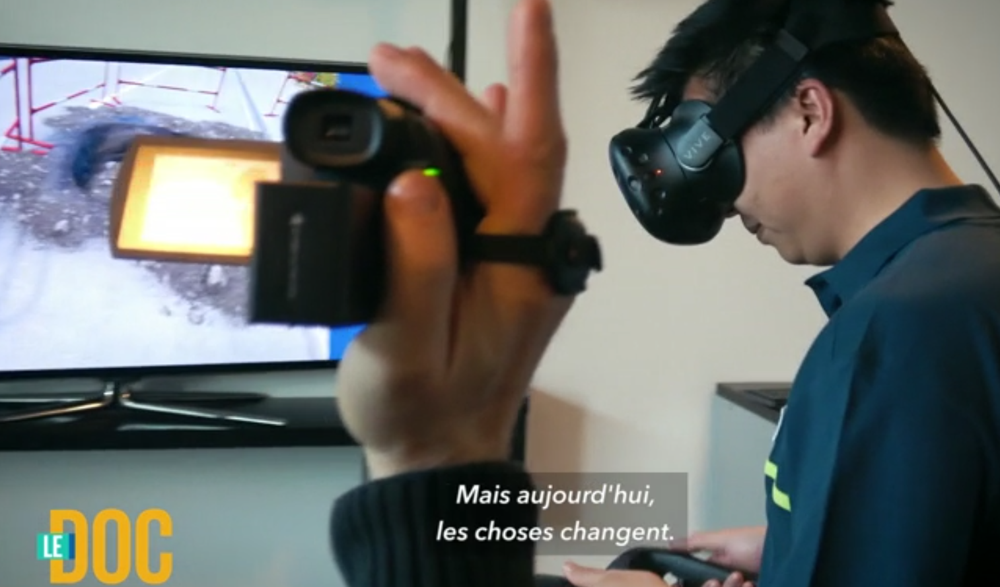 VIVE
Mais aujourd'hui,
les choses changent.
LE DOC